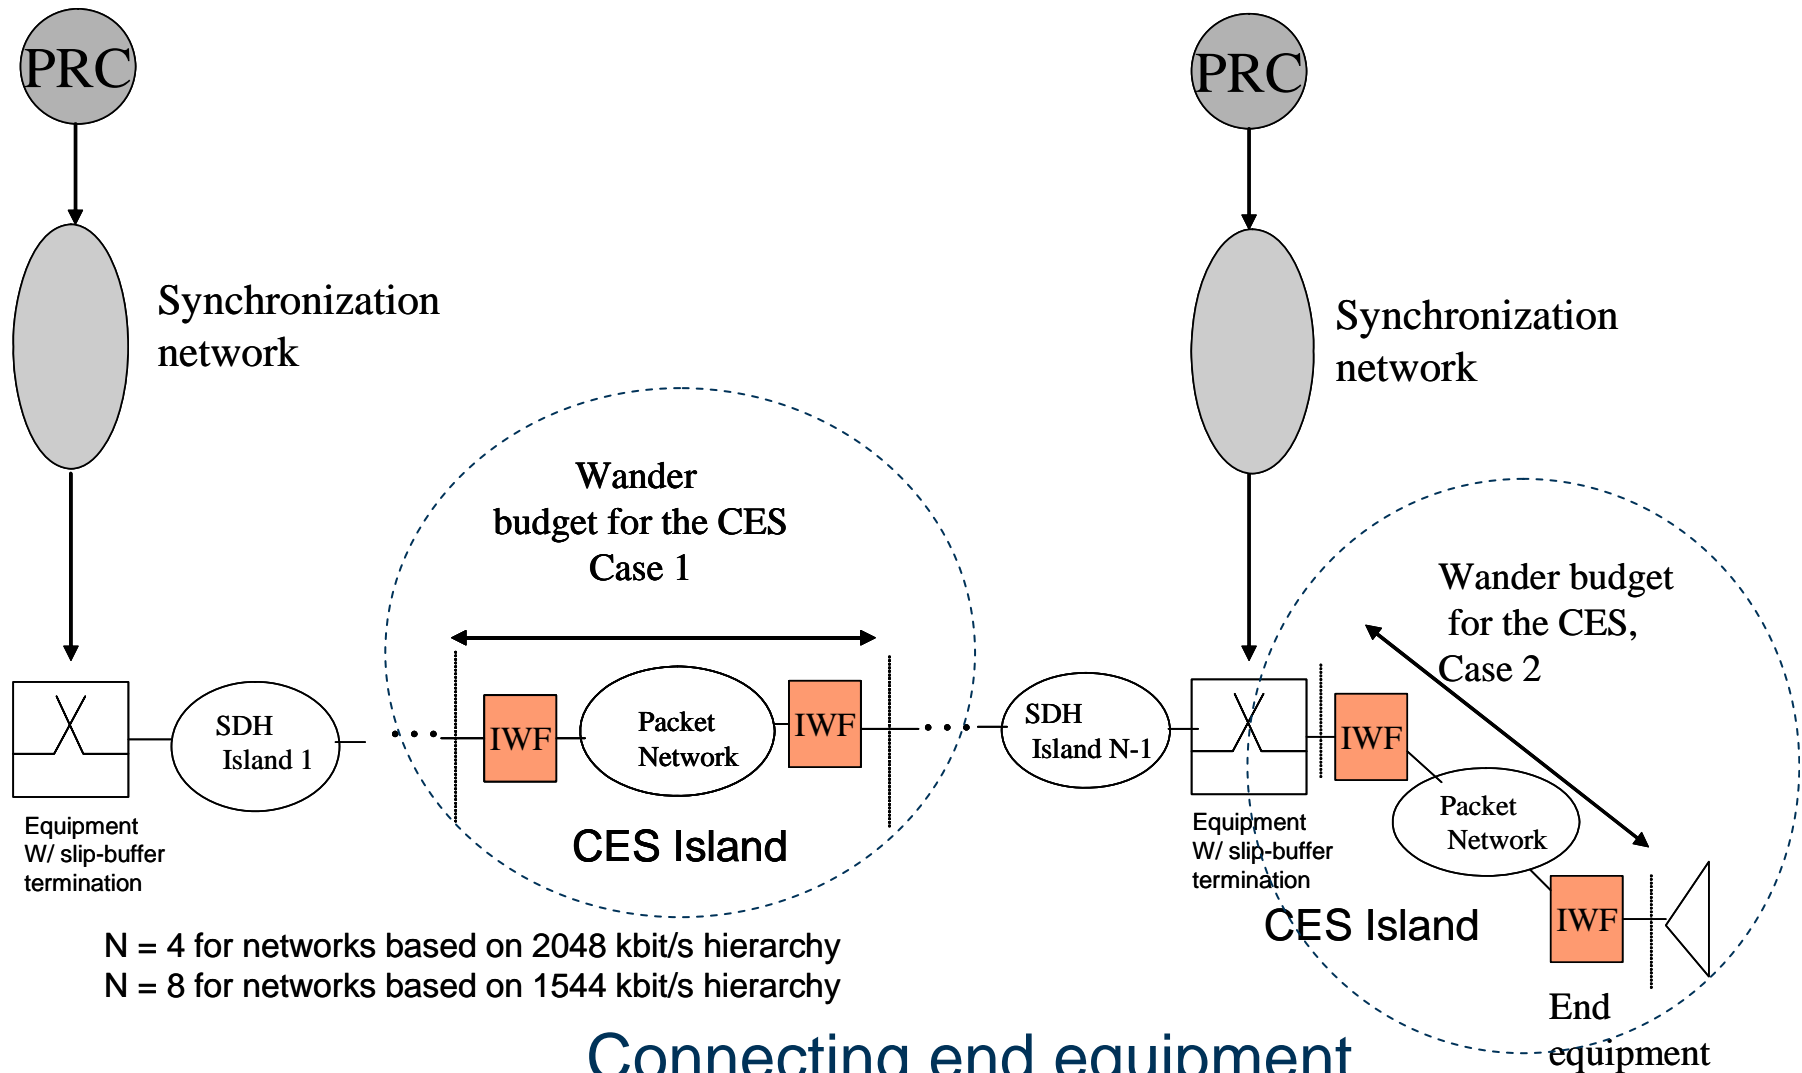 PRC
PRC
Synchronization
network
Synchronization
network
Wander
budget for the CES
Case 1
Wander budget
for the CES,
Case 2
SDH
Island 1
IWF
Packet
Network
IWF
SDH
Island N-1
IWF
Packet
Network
IWF
Equipment
W/ slip-buffer
termination
CES Island
Equipment
W/ slip-buffer
termination
CES Island
N = 4 for networks based on 2048 kbit/s hierarchy
N = 8 for networks based on 1544 kbit/s hierarchy
End
equipment
Connecting end equipment